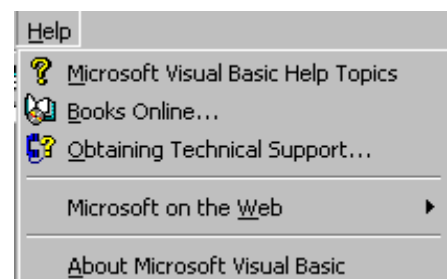 Help
Microsoft Visual Basic Help Topics
Books Online...
Obtaining Technical Support...
Microsoft on the Web
About Microsoft Visual Basic